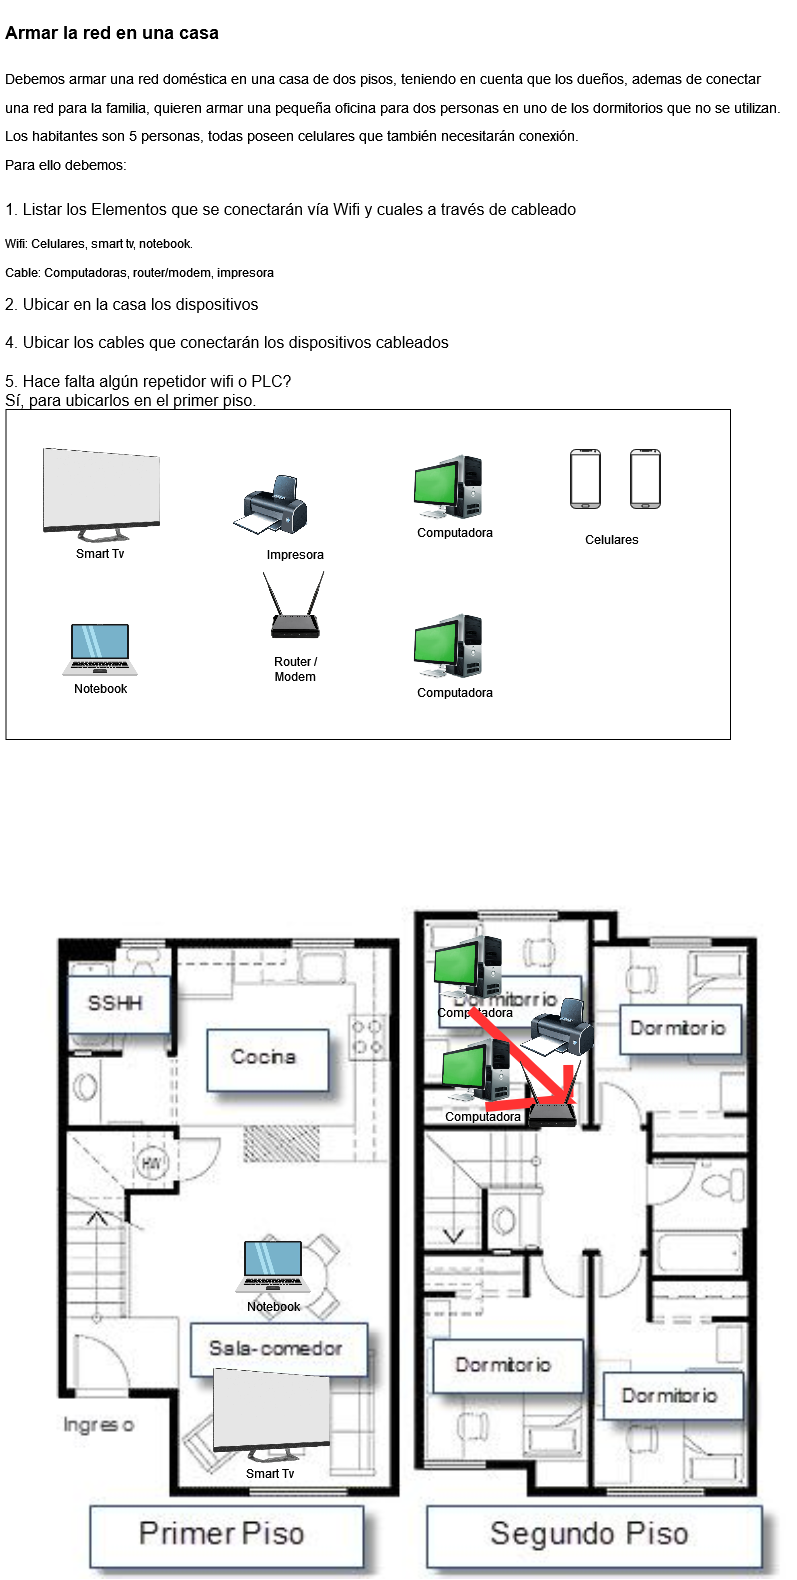 Armar la red en una casa
Debemos armar una red doméstica en una casa de dos pisos, teniendo en cuenta que los dueños, ademas de conectar
una red para la familia, quieren armar una pequeña oficina para dos personas en uno de los dormitorios que no se utilizan.
Los habitantes son 5 personas, todas poseen celulares que también necesitarán conexión.
Para ello debemos:
1. Listar los Elementos que se conectarán vía Wifi y cuales a través de cableado
Wifi: Celulares, smart tv, notebook.
Cable: Computadoras, router/modem, impresora
2. Ubicar en la casa los dispositivos
4. Ubicar los cables que conectarán los dispositivos cableados
5. Hace falta algún repetidor wifi o PLC?
Sí, para ubicarlos en el primer piso.
Smart Tv
Impresora
Computadora
Celulares
Notebook
Router /
Modem
Computadora
SSHH
Cocina
HW
Notebook
Sala-comedor
Smart Tv
Ingreso
Primer Piso
Dormitorrio
Computadora
Dormitorio
Computadora
Dormitorio
Dormitorio
Segundo Piso